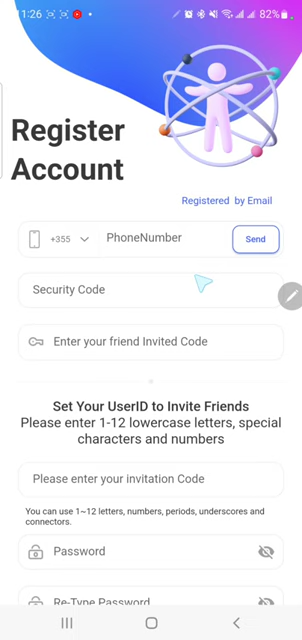 11:26
82%
Register
Account
Registered by Email
+355
PhoneNumber
Send
Security Code
Enter your friend Invited Code
Set Your UserID to Invite Friends
Please enter 1-12 lowercase letters, special
characters and numbers
Please enter your invitation Code
You can use 1~12 letters, numbers, periods, underscores and
connectors.
Password
Re-Type Password